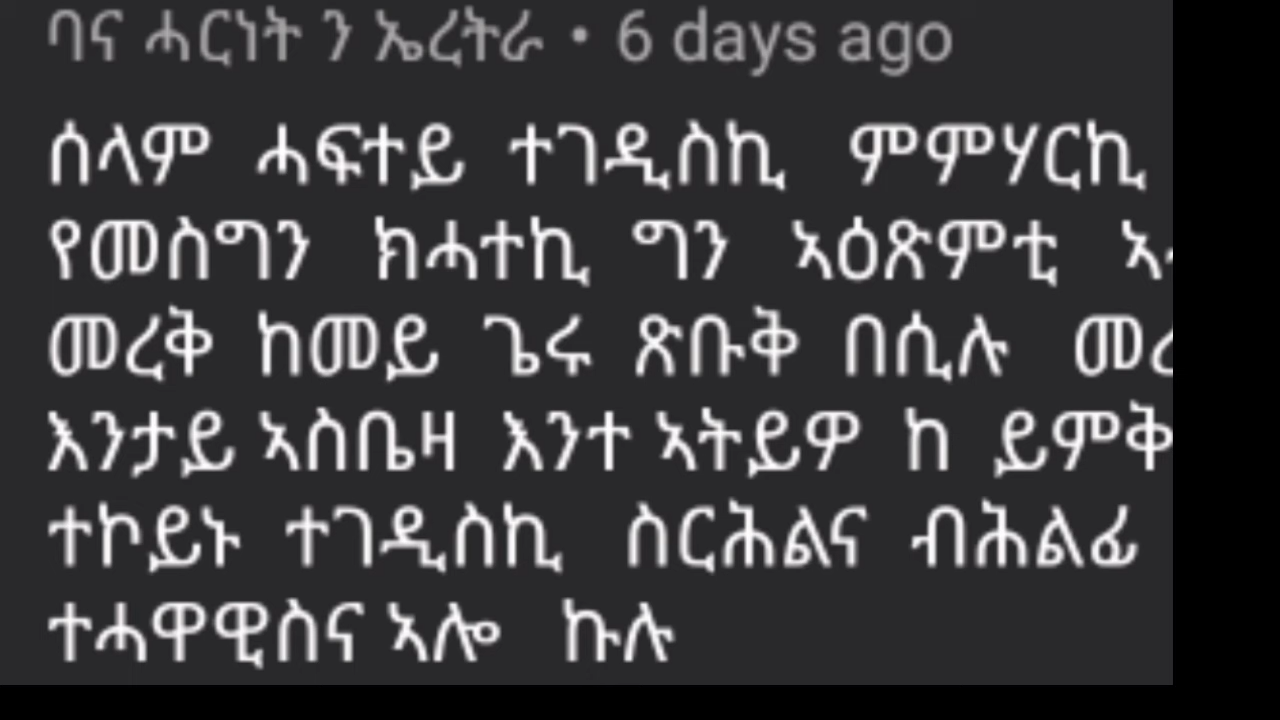 ባና ሓርነት ን ኤረትራ • 6 days ago
ሰላም ሓፍተይ ተገዲስኪ ምምሃርኪ
የመስግን ክሓተኪ ግን ኣዕጽምቲ
መረቅ ከመይ ጌሩ ጽቡቅ በሲሉ
እንታይ ኣስቤዛ እንተ ኣትይዎ ከ
ተኮይኑ ተገዲስኪ ስርሕልና ብሕልፊ
ተሓዋዊስና ኣሎ ኩሉ